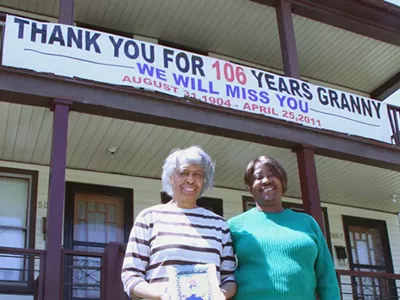 THANK YOU FOR 106 YEARS GRANNY
WE WILL MISS YOU
AUGUST 31,1904 - APRIL 25,2011